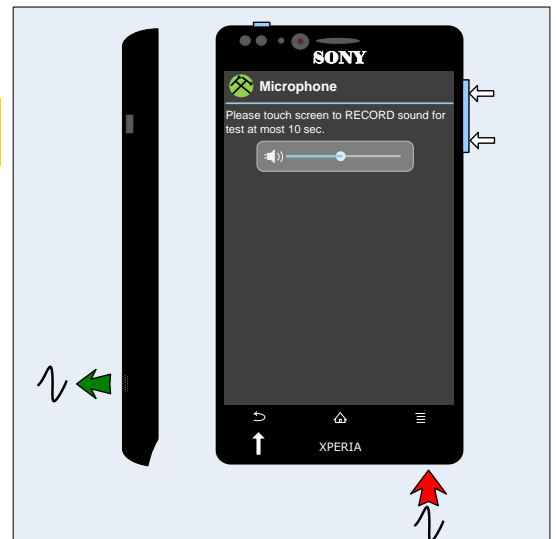 SONY
Microphone
Please touch screen to RECORD sound for
test at most 10 sec.
XPERIA